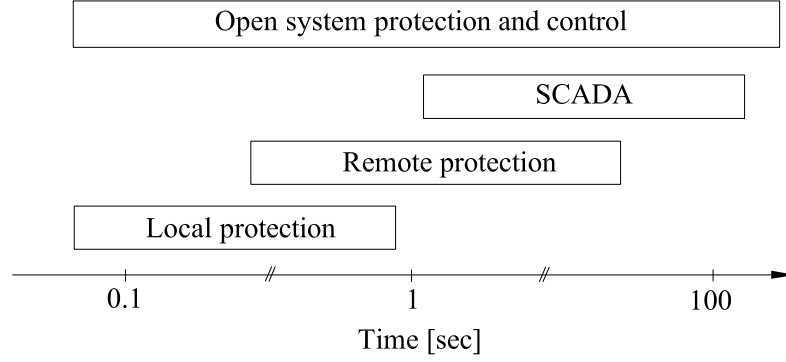 Open system protection and control
SCADA
Remote protection
Local protection
0.1
1
100
Time [sec]